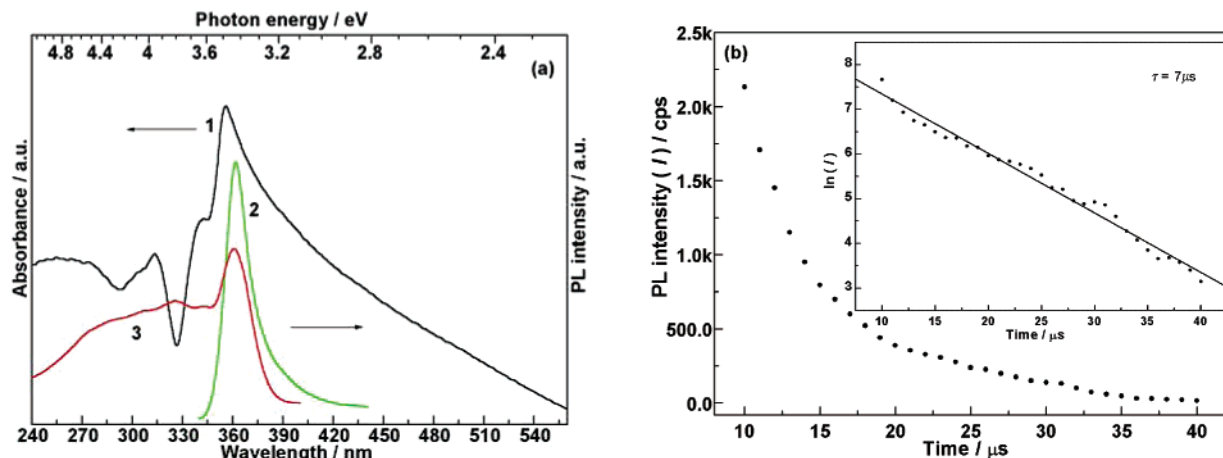 Photon energy / eV
4.8 4.4 4 3.6 3.2 2.8 2.4
(a)
1
2
3
Absorbance / a.u.
PL intensity / a.u.
240 300 330 360 390 420 450 480 510 540
Wavelength / nm
(b)
PL intensity ( I ) / cps
2.5k
2.0k
1.5k
1.0k
500.0
0.0
10 15 20 25 30 35 40
Time / μs
τ = 7μs
ln ( I )
8
7
6
5
4
3
10 15 20 25 30 35 40
Time / μs